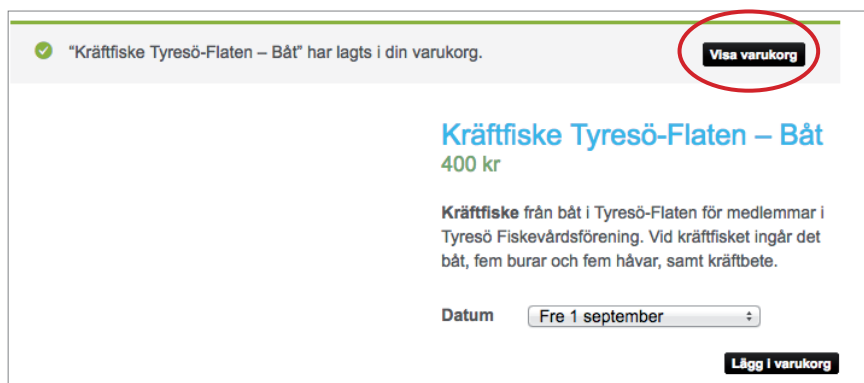 “Kräftfiske Tyresö-Flaten – Båt” har lagts i din varukorg.
Visa varukorg
Kräftfiske Tyresö-Flaten – Båt
400 kr
Kräftfiske från båt i Tyresö-Flaten för medlemmar i
Tyresö Fiskevårdsförening. Vid kräftfisket ingår det
båt, fem burar och fem håvar, samt kräftbete.
Datum
Fre 1 september
Lägg i varukorg